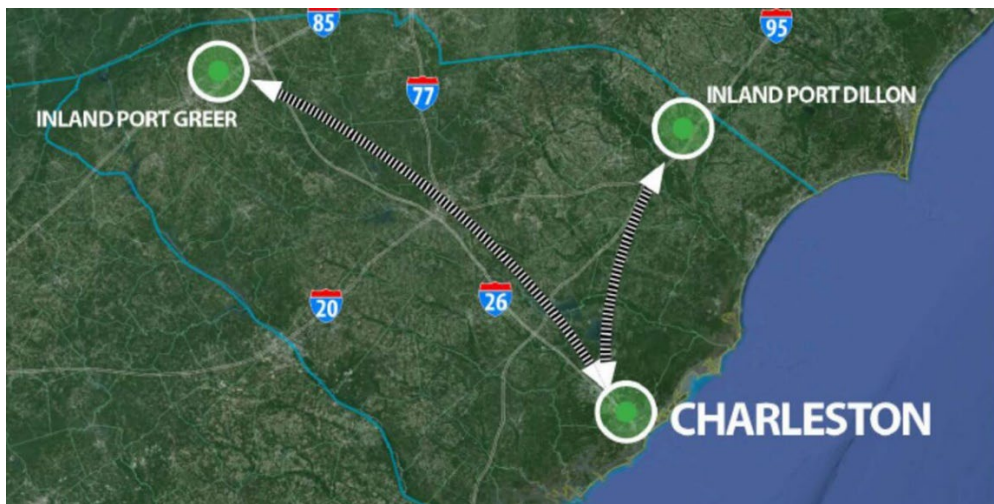 85
95
77
INLAND PORT GREER
INLAND PORT DILLON
20
26
CHARLESTON